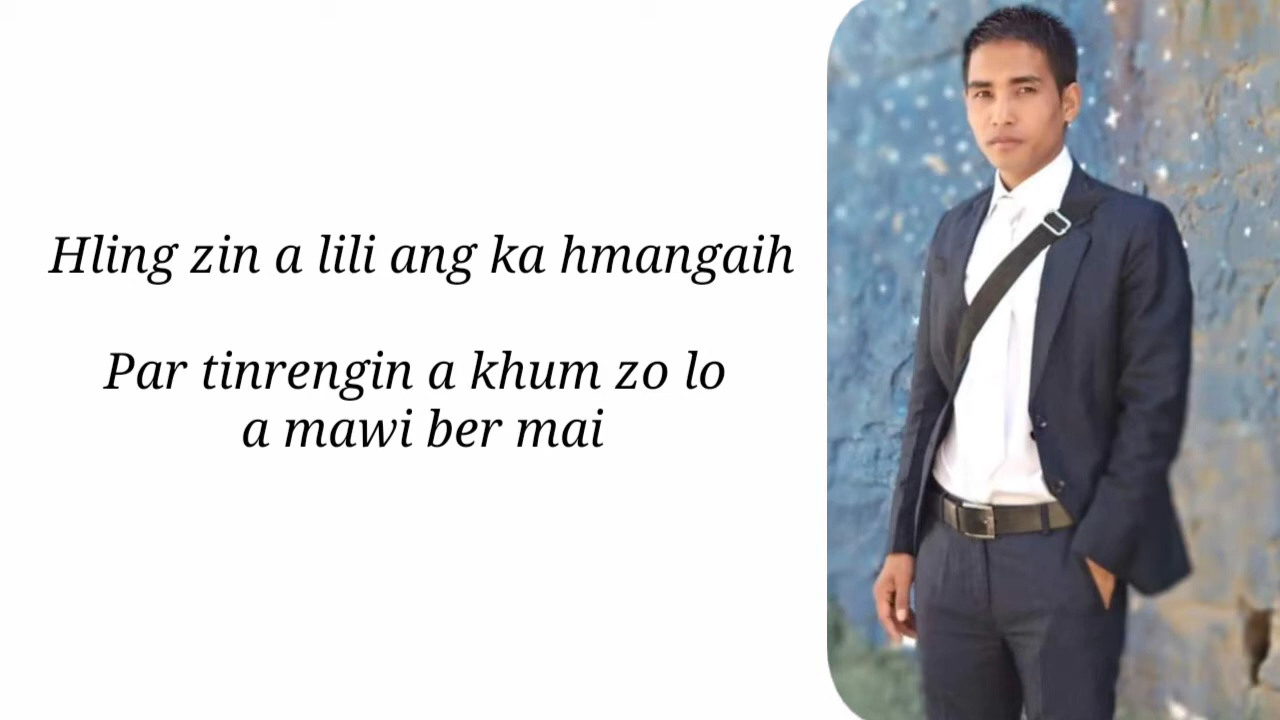 Hling zin a lili ang ka hmangaih
Par tinrengin a khum zo lo
a mawi ber mai